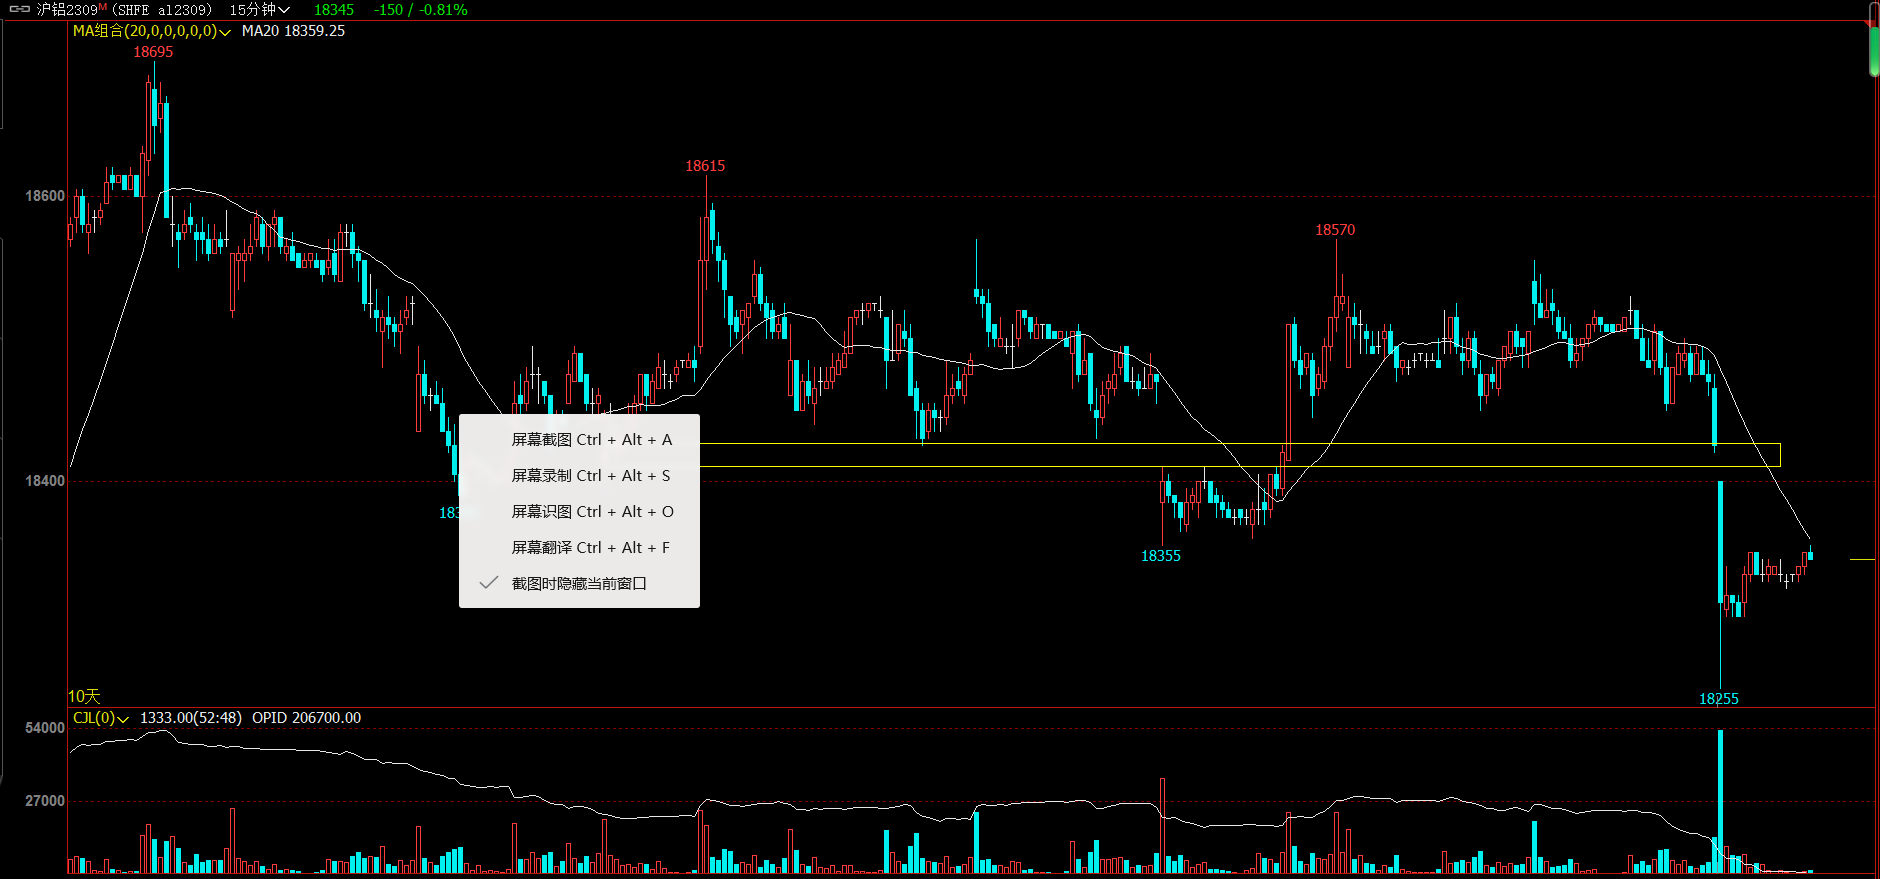 沪铝2309M (SHFE al2309) 15分钟 18345 -150 / -0.81%
MA组合(20,0,0,0,0,0) MA20 18359.25
18695
18615
18600
18570
屏幕截图 Ctrl + Alt + A
屏幕录制 Ctrl + Alt + S
18400
屏幕识图 Ctrl + Alt + O
屏幕翻译 Ctrl + Alt + F
18355
截图时隐藏当前窗口
10天
18255
CJL(0) 1333.00(52:48) OPID 206700.00
54000
27000